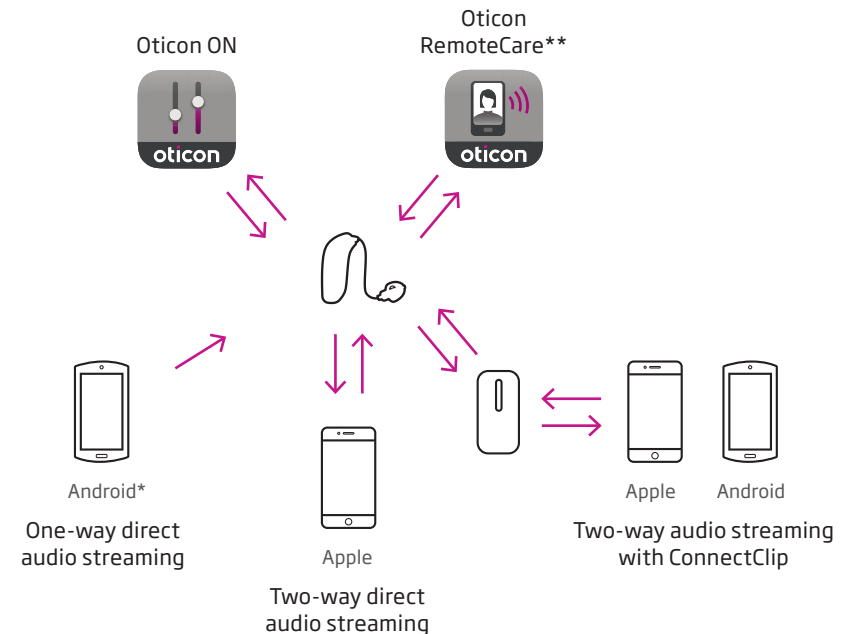 Oticon ON
Oticon
RemoteCare**
oticon
oticon
Android*
One-way direct
audio streaming
Apple
Two-way direct
audio streaming
Apple
Android
Two-way audio streaming
with ConnectClip